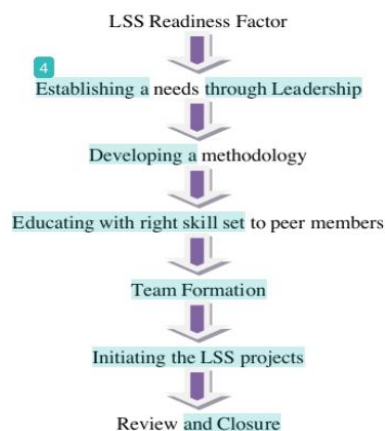 LSS Readiness Factor
4
Establishing a needs through Leadership
Developing a methodology
Educating with right skill set to peer members
Team Formation
Initiating the LSS projects
Review and Closure